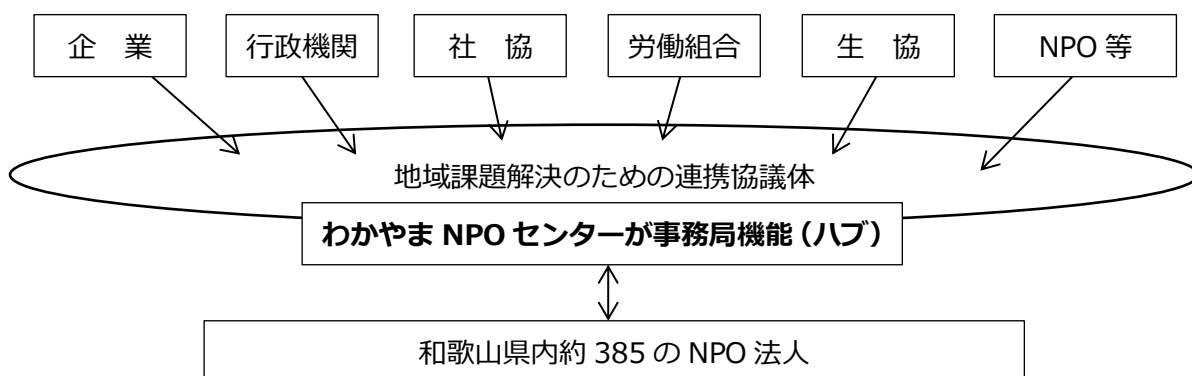 企　業
行政機関
社　協
労働組合
生　協
NPO 等
地域課題解決のための連携協議体
わかやま NPO センターが事務局機能（ハブ）
和歌山県内約 385 の NPO 法人